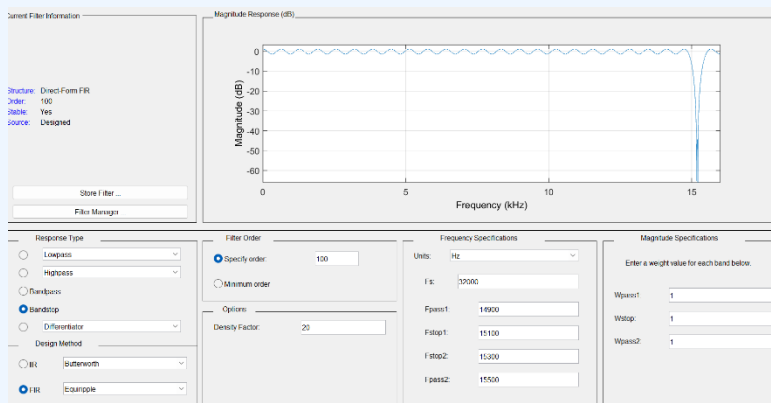 Current Filter Information
Structure: Direct-Form FIR
Order: 100
Stable: Yes
Source: Designed
Store Filter ...
Filter Manager
Magnitude Response (dB)
Magnitude (dB)
0
-10
-20
-30
-40
-50
-60
0 5 10 15
Frequency (kHz)
Response Type
Lowpass
Highpass
Bandpass
Bandstop
Differentiator
Design Method
IIR Butterworth
FIR Equiripple
Filter Order
Specify order: 100
Minimum order
Options
Density Factor: 20
Frequency Specifications
Units: Hz
Fs: 32000
Fpass1: 14900
Fstop1: 15100
Fstop2: 15300
Fpass2: 15500
Magnitude Specifications
Enter a weight value for each band below.
Wpass1: 1
Wstop: 1
Wpass2: 1